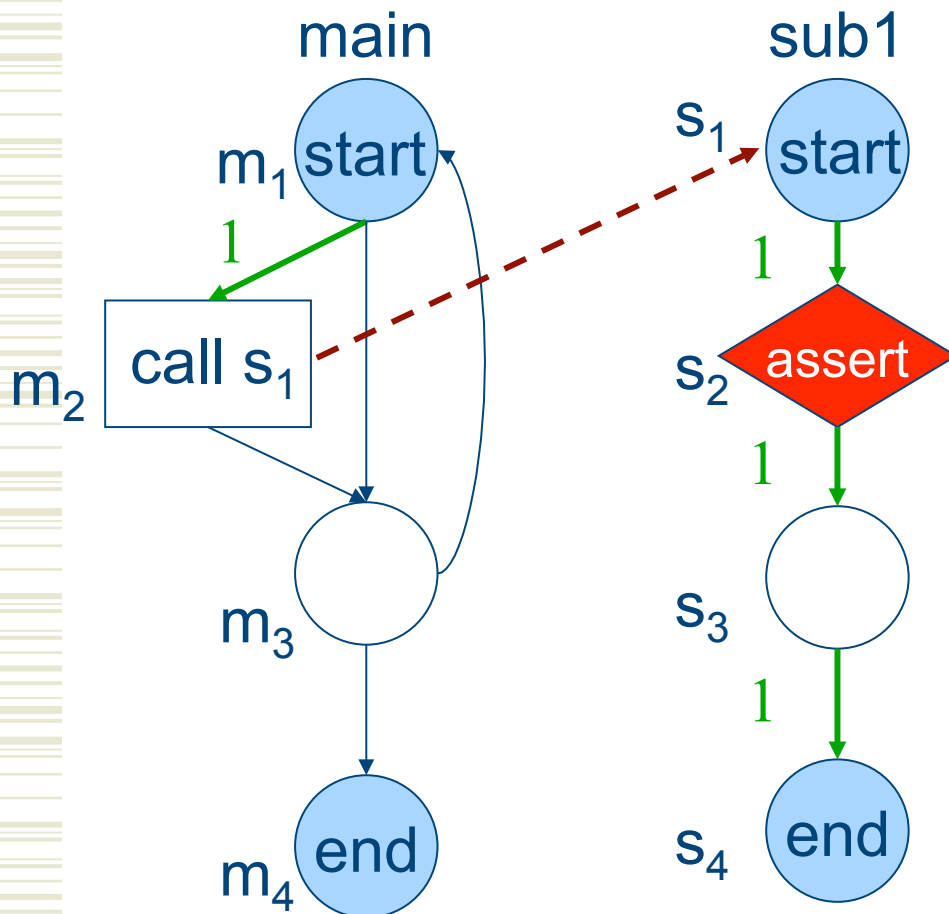 main
sub1
m₁
start
s₁
start
1
1
m₂
call s₁
s₂
assert
1
m₃
s₃
1
m₄
end
s₄
end